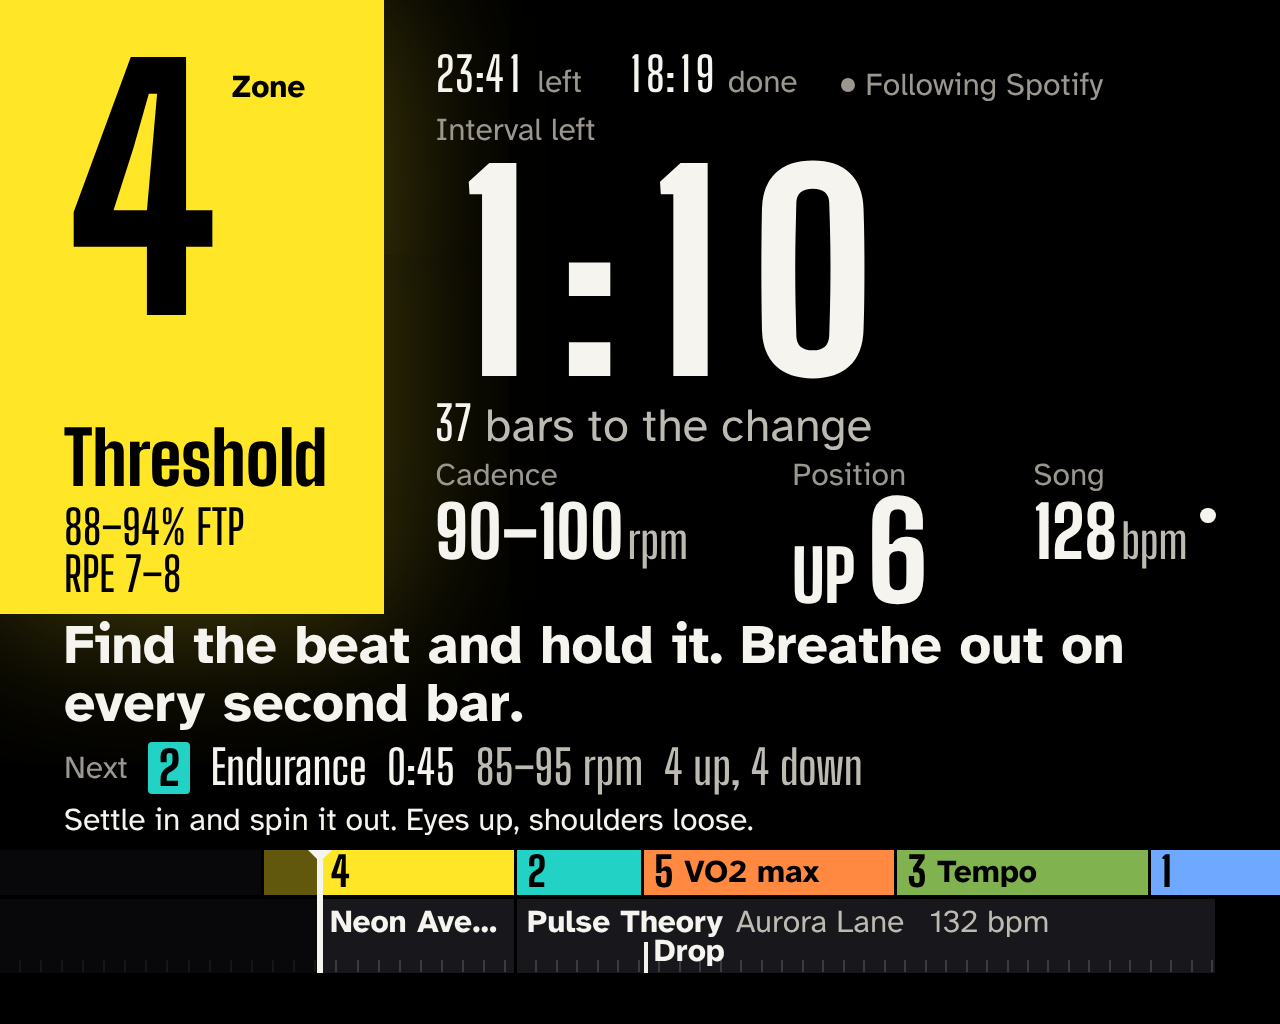 4 Zone
Threshold
88–94% FTP
RPE 7–8
23:41 left 18:19 done Following Spotify
Interval left
1:10
37 bars to the change
Cadence Position Song
90–100 rpm UP 6 128 bpm
Find the beat and hold it. Breathe out on
every second bar.
Next 2 Endurance 0:45 85–95 rpm 4 up, 4 down
Settle in and spin it out. Eyes up, shoulders loose.
4 2 5 VO2 max 3 Tempo 1
Neon Ave... Pulse Theory Aurora Lane 132 bpm
Drop